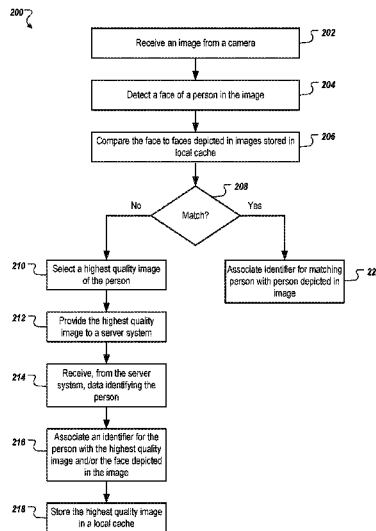 200
202
Receive an image from a camera
204
Detect a face of a person in the image
206
Compare the face to faces depicted in images stored in
local cache
208
Match?
No
Yes
210
Select a highest quality image
of the person
22
Associate identifier for matching
person with person depicted in
image
212
Provide the highest quality
image to a server system
214
Receive, from the server
system, data identifying the
person
216
Associate an identifier for the
person with the highest quality
image and/or the face depicted
in the image
218
Store the highest quality image
in a local cache